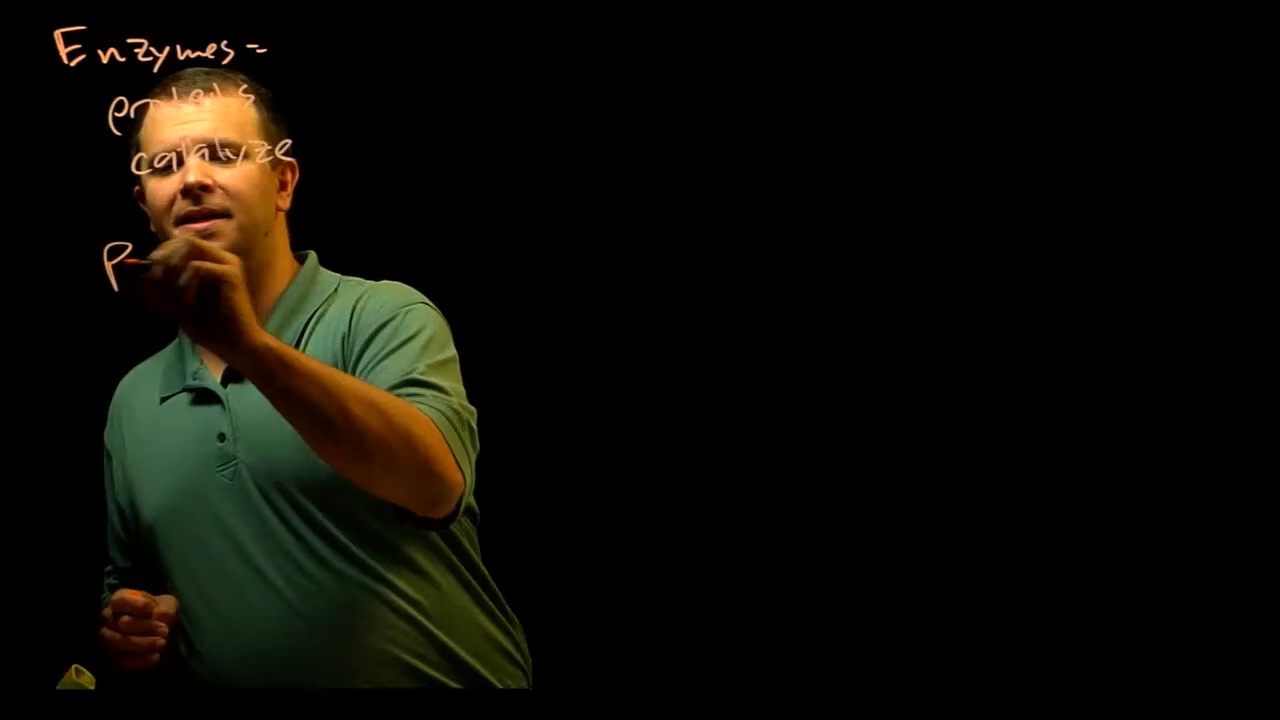 Enzymes =
proteins
catalyze
P